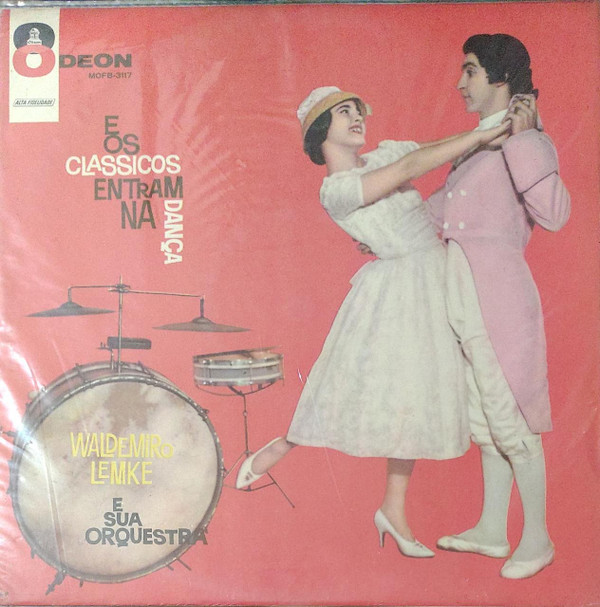 ODEON
MOFB-3117
ALTA FIDELIDADE
E
OS
CLASSICOS
ENTRAM
NA
DANÇA
WALDEMIRO
LEMKE
E
SUA
ORQUESTRA